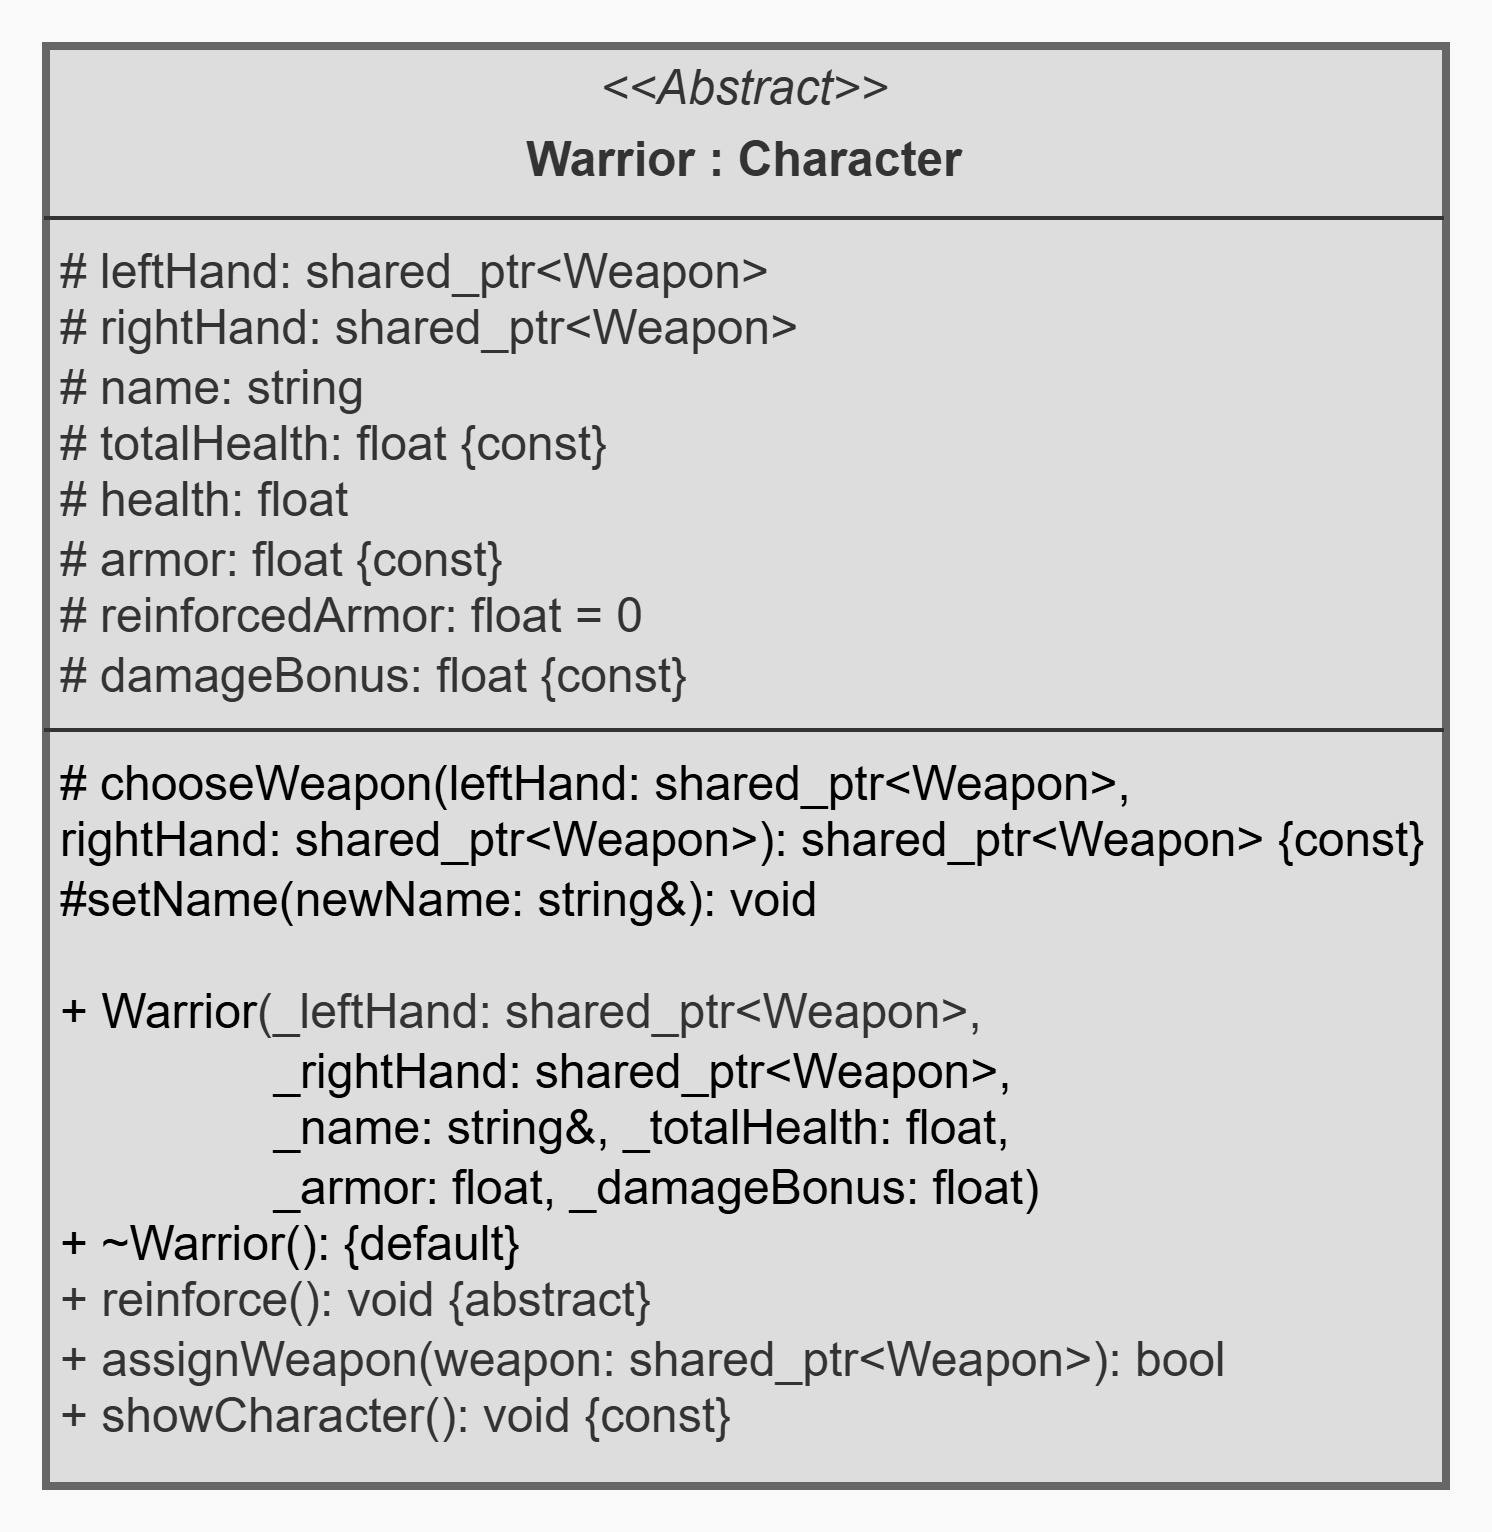 <<Abstract>>
Warrior : Character
# leftHand: shared_ptr<Weapon>
# rightHand: shared_ptr<Weapon>
# name: string
# totalHealth: float {const}
# health: float
# armor: float {const}
# reinforcedArmor: float = 0
# damageBonus: float {const}
# chooseWeapon(leftHand: shared_ptr<Weapon>,
rightHand: shared_ptr<Weapon>): shared_ptr<Weapon> {const}
#setName(newName: string&): void
+ Warrior(_leftHand: shared_ptr<Weapon>,
_rightHand: shared_ptr<Weapon>,
_name: string&, _totalHealth: float,
_armor: float, _damageBonus: float)
+ ~Warrior(): {default}
+ reinforce(): void {abstract}
+ assignWeapon(weapon: shared_ptr<Weapon>): bool
+ showCharacter(): void {const}